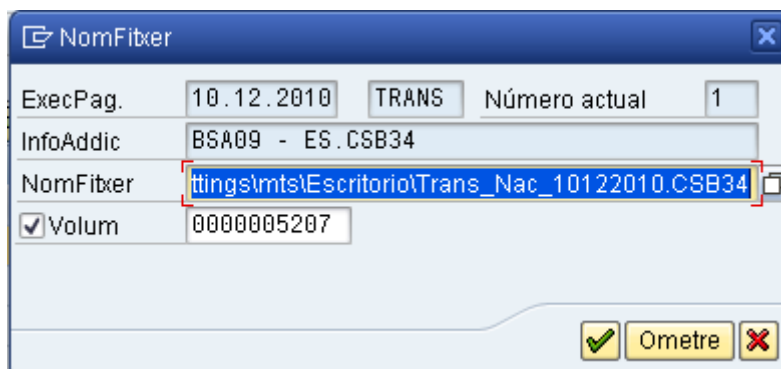 NomFitxer
ExecPag. 10.12.2010 TRANS Número actual 1
InfoAddic BSA09 - ES.CSB34
NomFitxer ttings\mts\Escritorio\Trans_Nac_10122010.CSB34
Volum 0000005207
Ometre